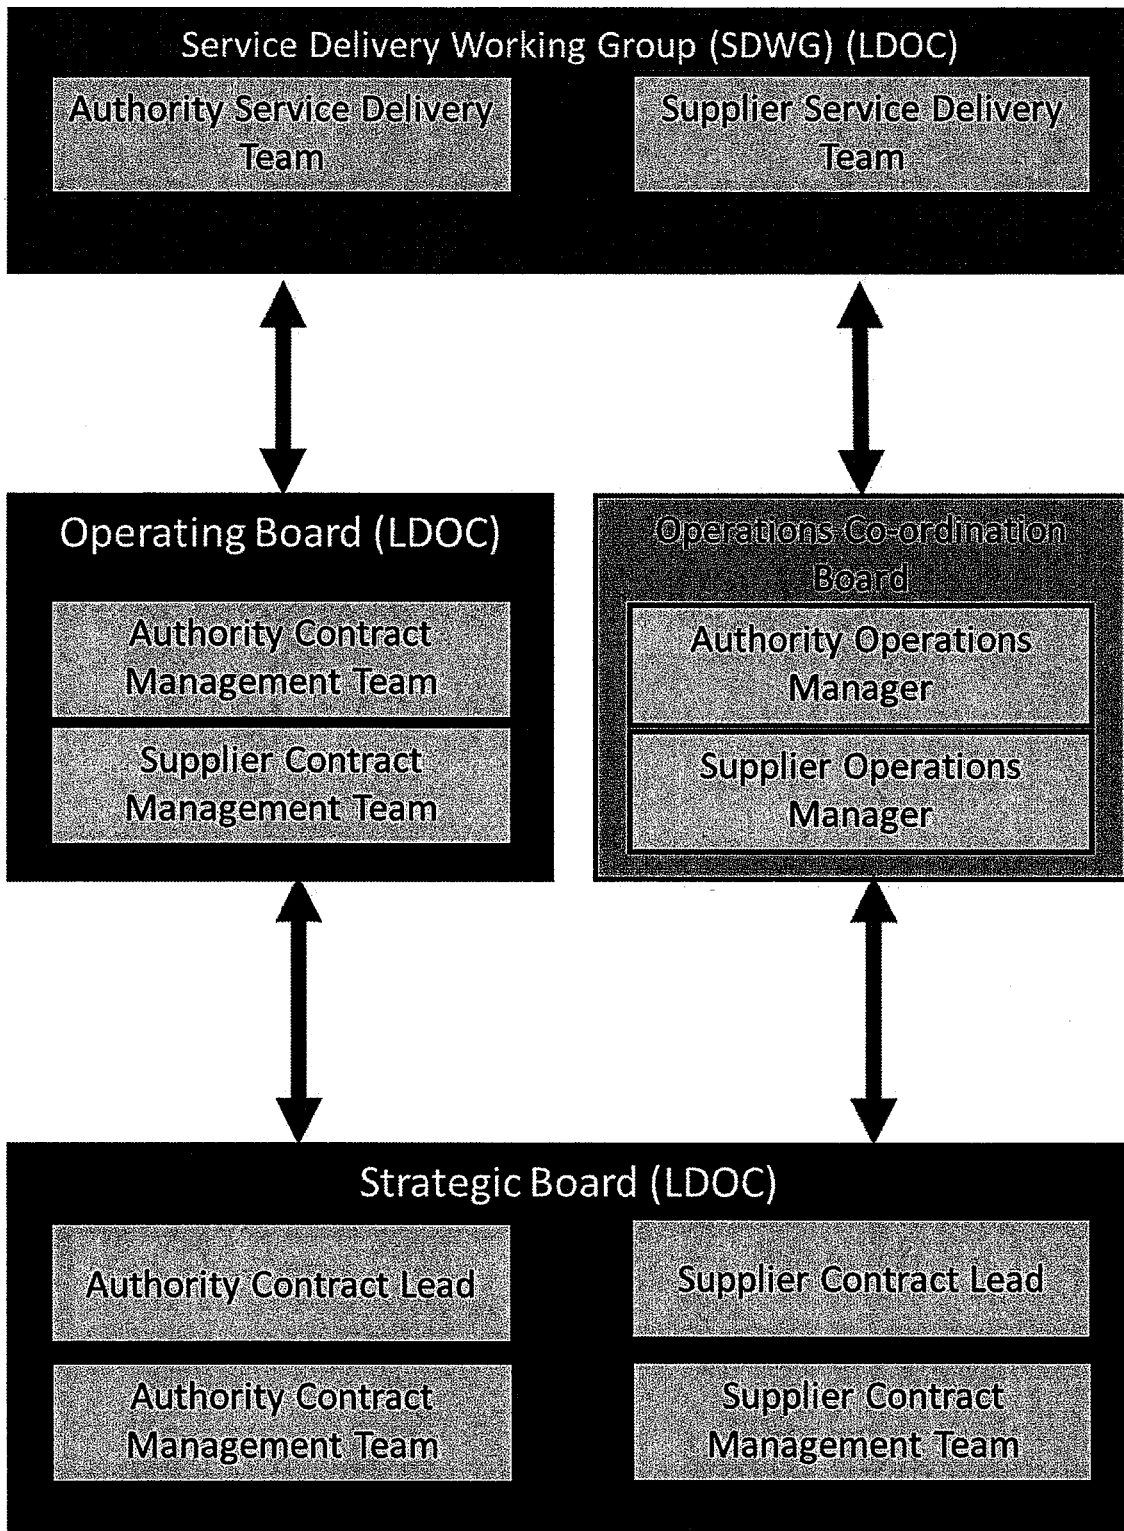 Service Delivery Working Group (SDWG) (LDOC)
Authority Service Delivery
Team
Supplier Service Delivery
Team
Operating Board (LDOC)
Authority Contract
Management Team
Supplier Contract
Management Team
Operations Co-ordination
Board
Authority Operations
Manager
Supplier Operations
Manager
Strategic Board (LDOC)
Authority Contract Lead
Supplier Contract Lead
Authority Contract
Management Team
Supplier Contract
Management Team